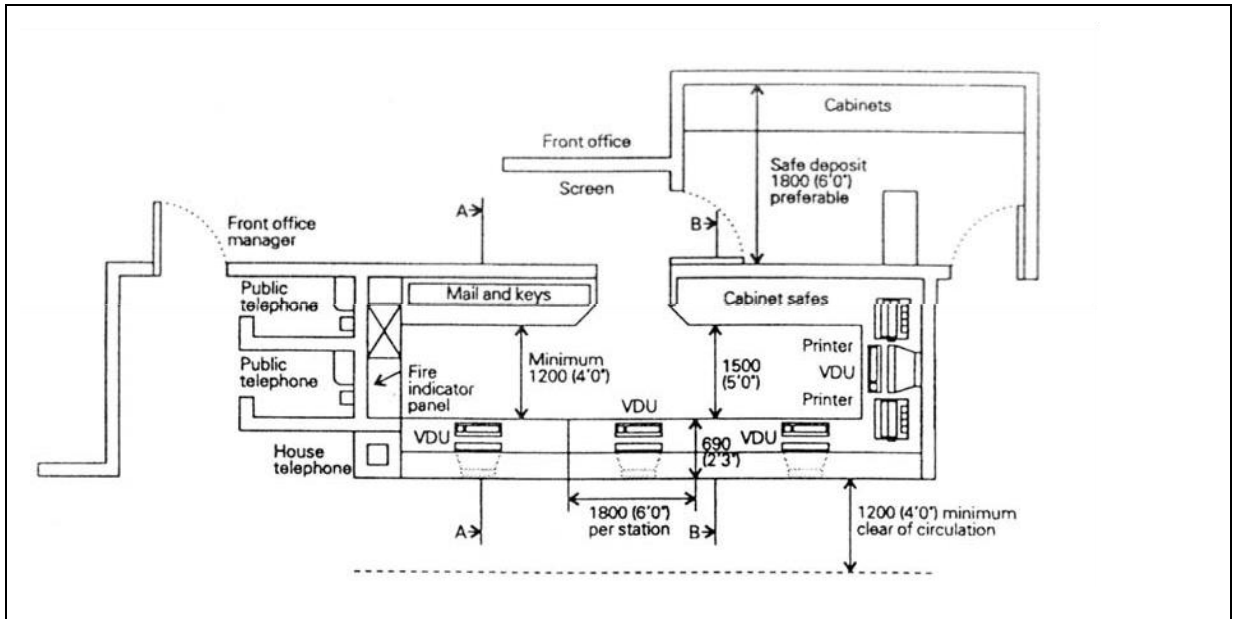 Cabinets
Front office
Screen
Safe deposit
1800 (6'0")
preferable
A
B
Front office
manager
Public
telephone
Mail and keys
Cabinet safes
Public
telephone
Fire
indicator
panel
Minimum
1200 (4'0")
1500
(5'0")
Printer
VDU
Printer
VDU
VDU
VDU
690
(2'3")
House
telephone
1800 (6'0")
per station
A
B
1200 (4'0") minimum
clear of circulation